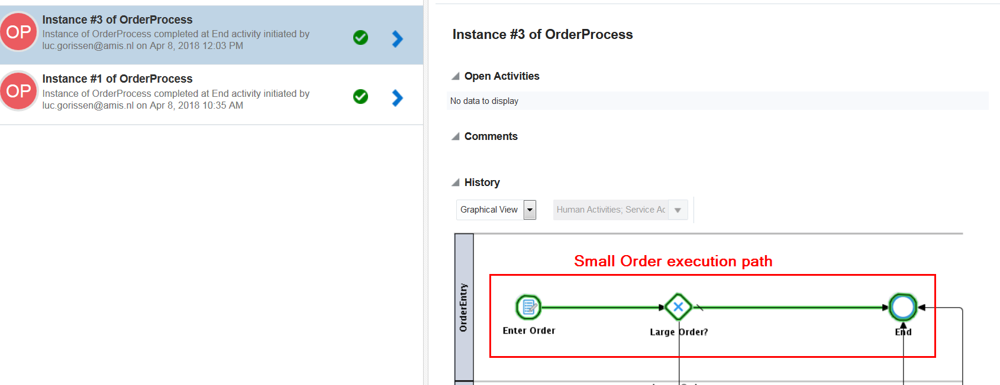 OP
Instance #3 of OrderProcess
Instance of OrderProcess completed at End activity initiated by
luc.gorissen@amis.nl on Apr 8, 2018 12:03 PM
OP
Instance #1 of OrderProcess
Instance of OrderProcess completed at End activity initiated by
luc.gorissen@amis.nl on Apr 8, 2018 10:35 AM
Instance #3 of OrderProcess
Open Activities
No data to display
Comments
History
Graphical View
Human Activities; Service Ac
Small Order execution path
OrderEntry
Enter Order
Large Order?
End